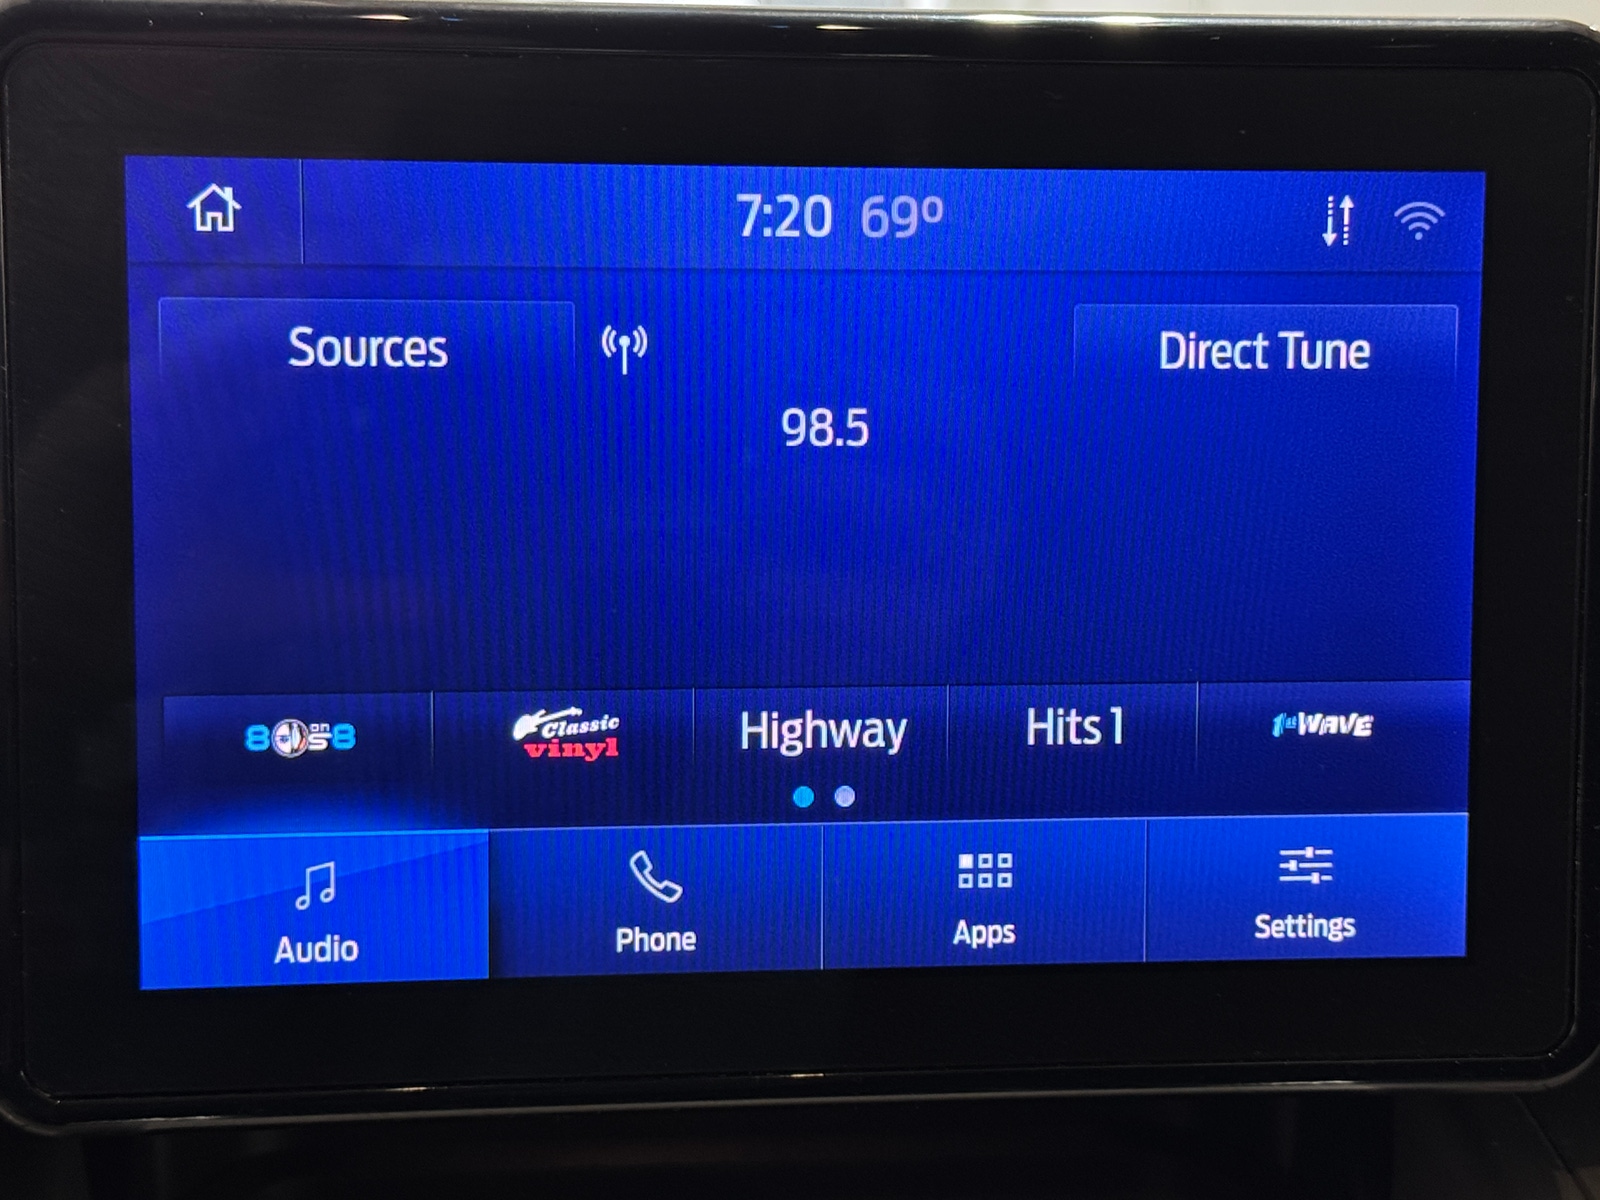 7:20 69°
Sources
Direct Tune
98.5
80s on 8
Classic vinyl
Highway
Hits 1
1st WAVE
Audio
Phone
Apps
Settings